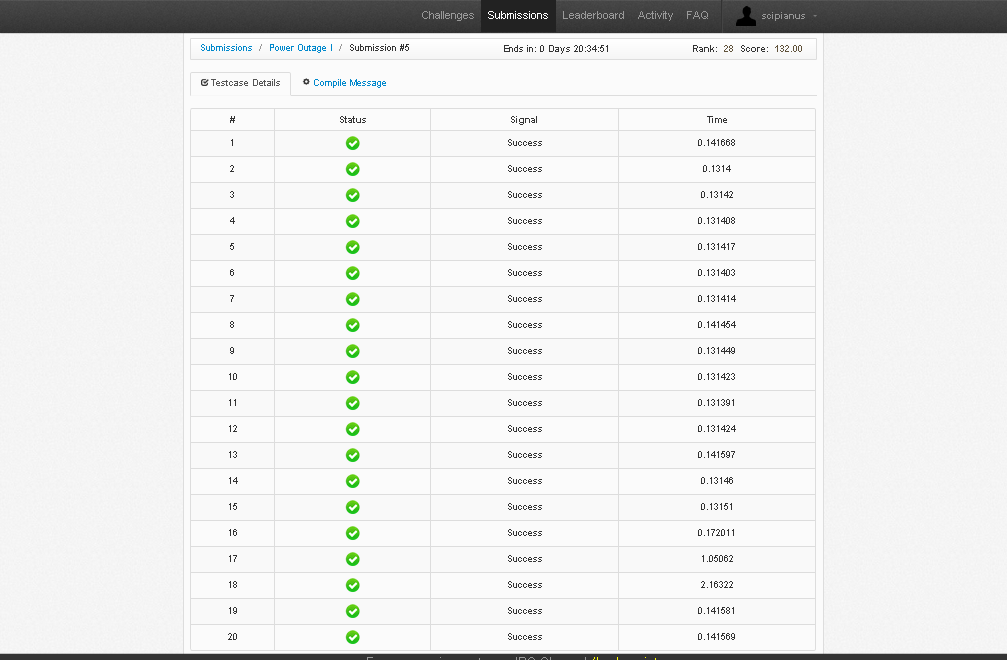 Challenges Submissions Leaderboard Activity FAQ scipianus
Submissions / Power Outage I / Submission #5 Ends in: 0 Days 20:34:51 Rank: 28 Score: 132.00
Testcase Details Compile Message
# Status Signal Time
1 Success 0.141668
2 Success 0.1314
3 Success 0.13142
4 Success 0.131408
5 Success 0.131417
6 Success 0.131403
7 Success 0.131414
8 Success 0.141454
9 Success 0.131449
10 Success 0.131423
11 Success 0.131391
12 Success 0.131424
13 Success 0.141597
14 Success 0.13146
15 Success 0.13151
16 Success 0.172011
17 Success 1.05062
18 Success 2.16322
19 Success 0.141581
20 Success 0.141569